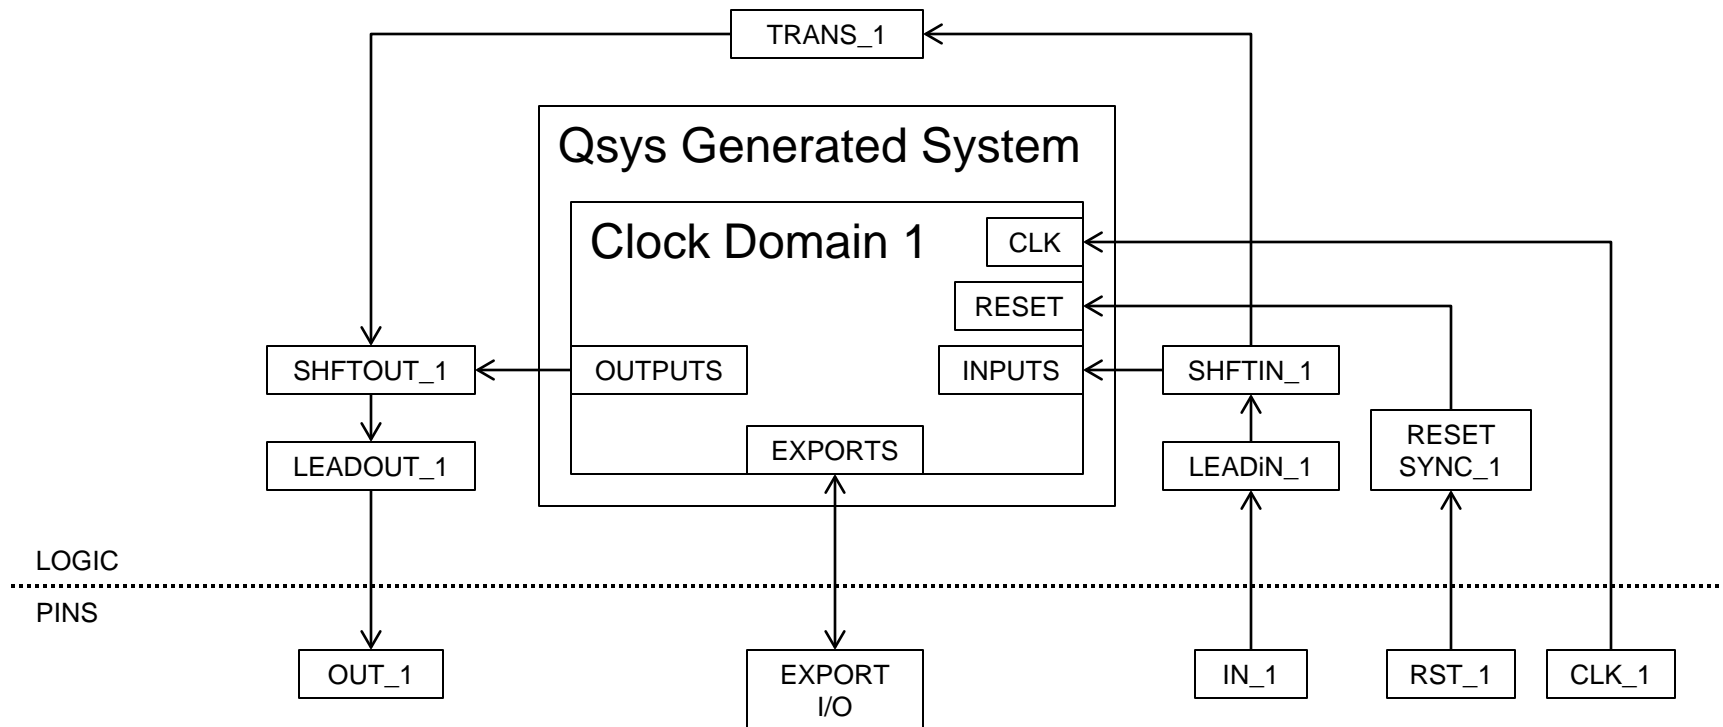 TRANS_1
Qsys Generated System
Clock Domain 1
CLK
RESET
SHFTOUT_1
OUTPUTS
INPUTS
SHFTIN_1
LEADOUT_1
EXPORTS
LEADiN_1
RESET
SYNC_1
LOGIC
PINS
OUT_1
EXPORT
I/O
IN_1
RST_1
CLK_1